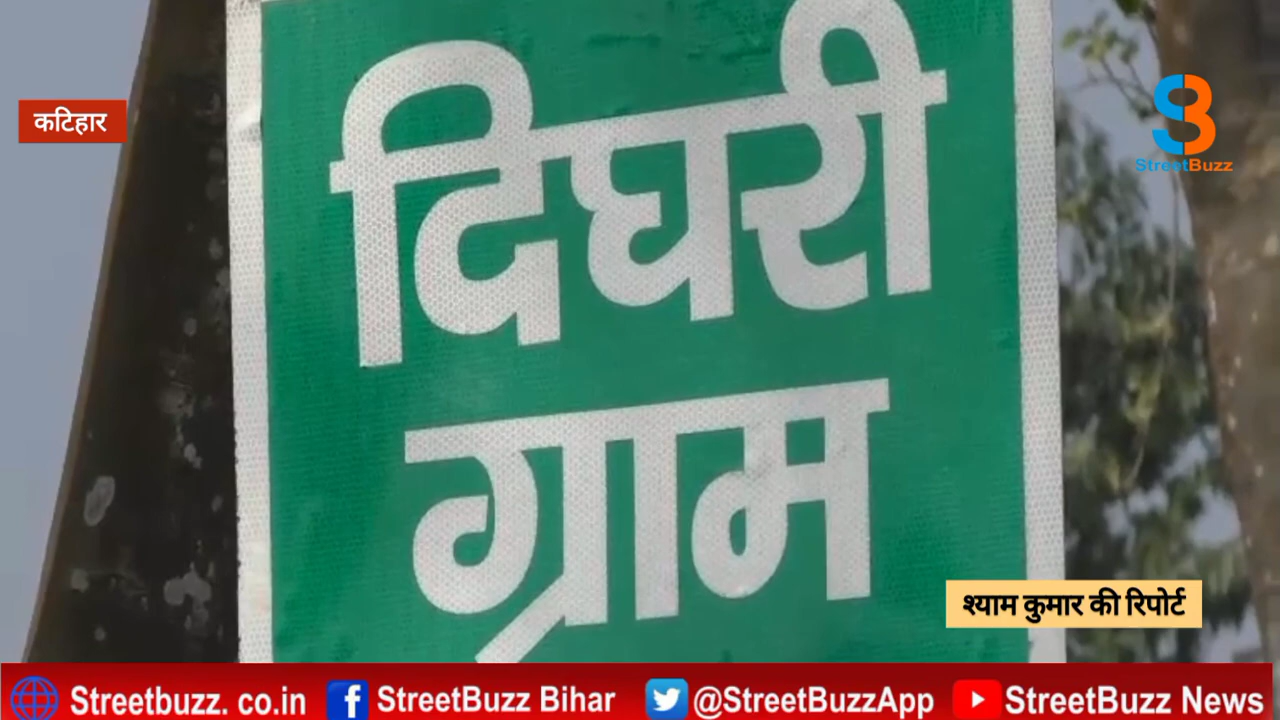 दिघरी
ग्राम
कटिहार
StreetBuzz
श्याम कुमार की रिपोर्ट
Streetbuzz. co.in
StreetBuzz Bihar
@StreetBuzzApp
StreetBuzz News